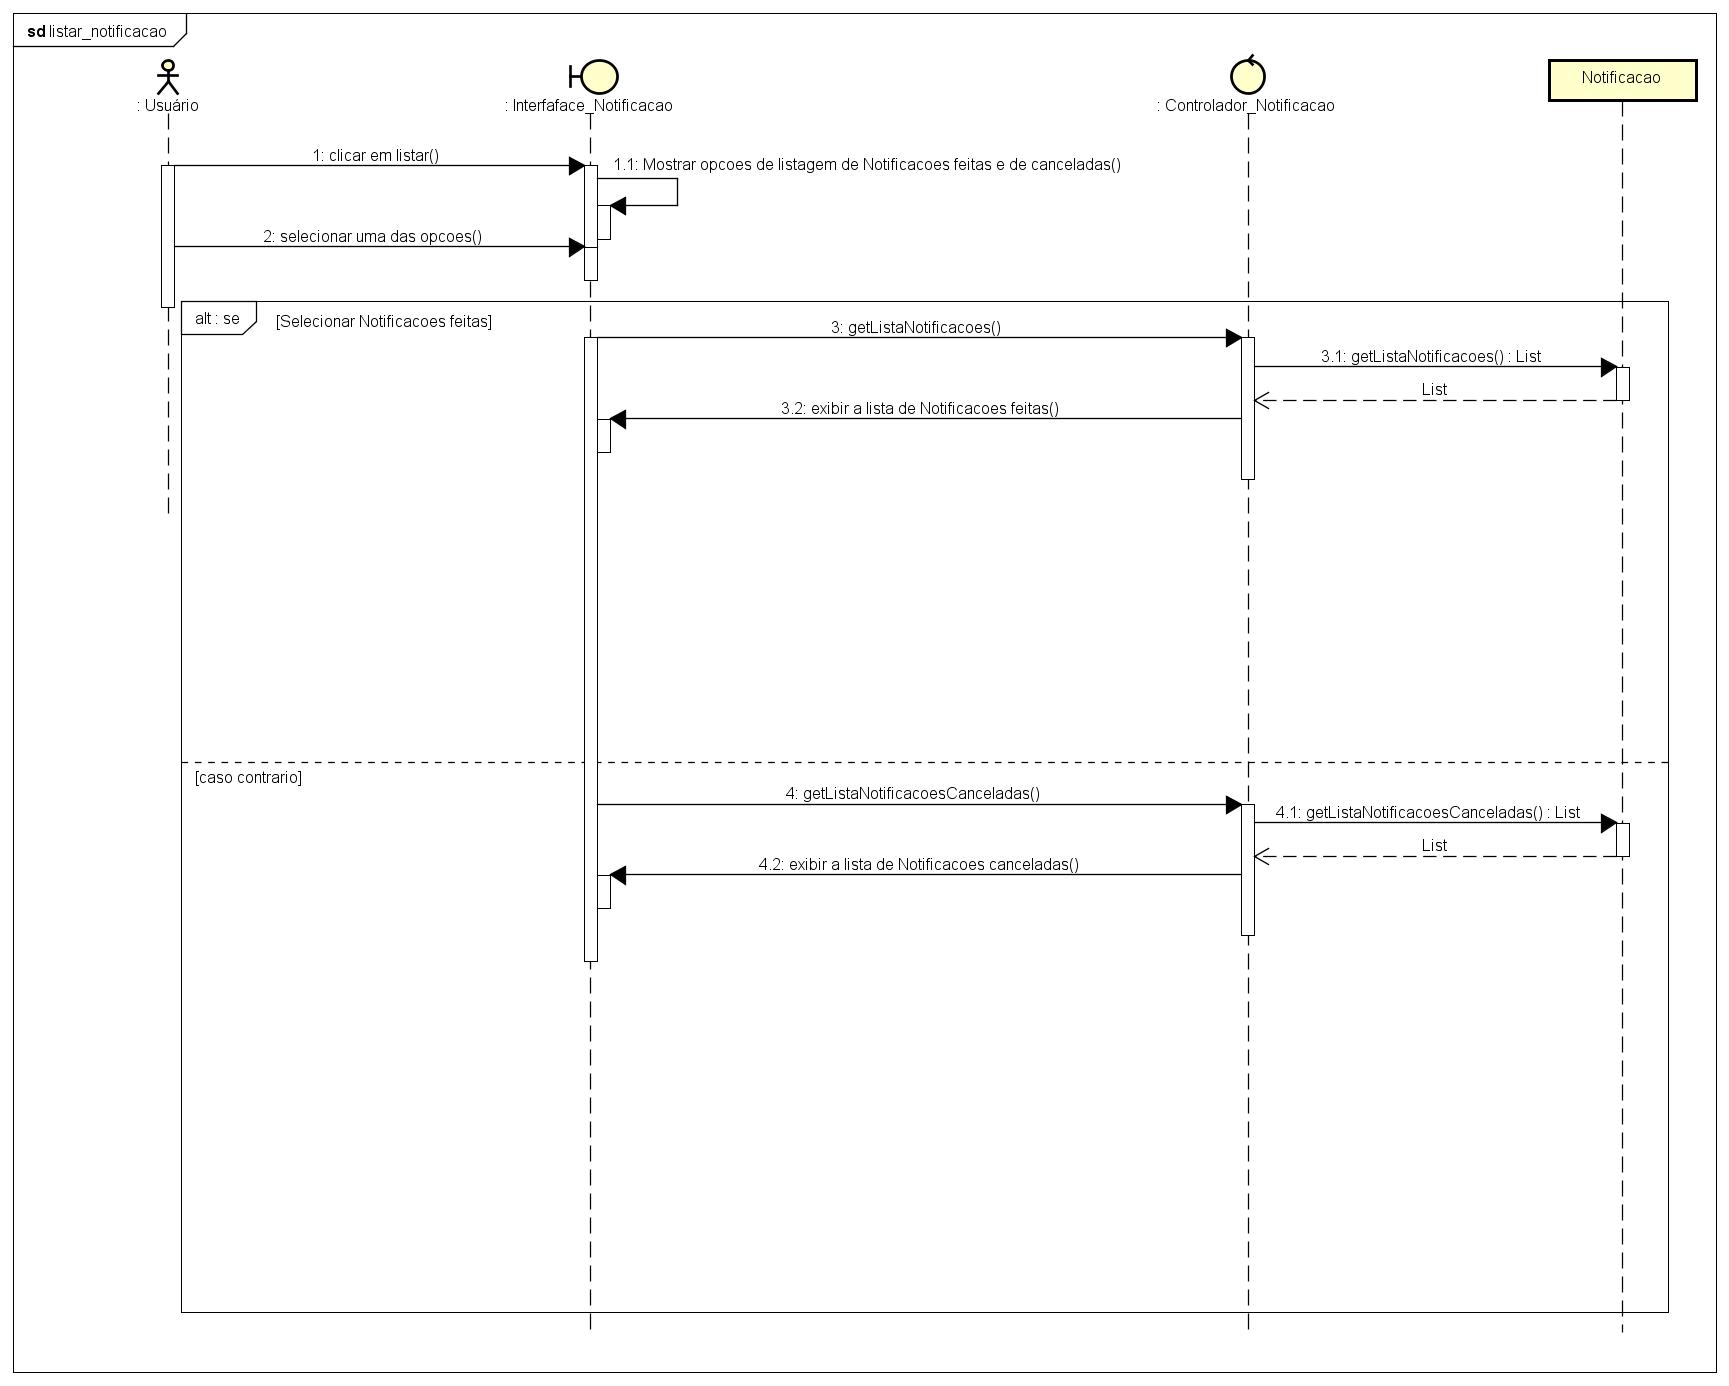 sd listar_notificacao
: Usuário
: Interfaface_Notificacao
: Controlador_Notificacao
Notificacao
1: clicar em listar()
1.1: Mostrar opcoes de listagem de Notificacoes feitas e de canceladas()
2: selecionar uma das opcoes()
alt : se
[Selecionar Notificacoes feitas]
3: getListaNotificacoes()
3.1: getListaNotificacoes() : List
List
3.2: exibir a lista de Notificacoes feitas()
[caso contrario]
4: getListaNotificacoesCanceladas()
4.1: getListaNotificacoesCanceladas() : List
List
4.2: exibir a lista de Notificacoes canceladas()